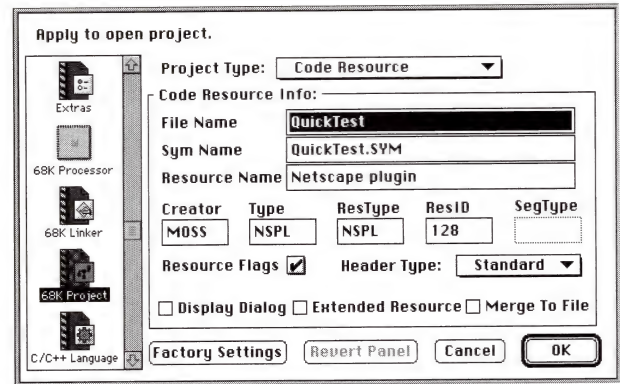 Apply to open project.
Extras
68K Processor
68K Linker
68K Project
C/C++ Language
Project Type: Code Resource
Code Resource Info:
File Name QuickTest
Sym Name QuickTest.SYM
Resource Name Netscape plugin
Creator Type ResType ResID SegType
MOSS NSPL NSPL 128
Resource Flags Header Type: Standard
Display Dialog Extended Resource Merge To File
Factory Settings Revert Panel Cancel OK